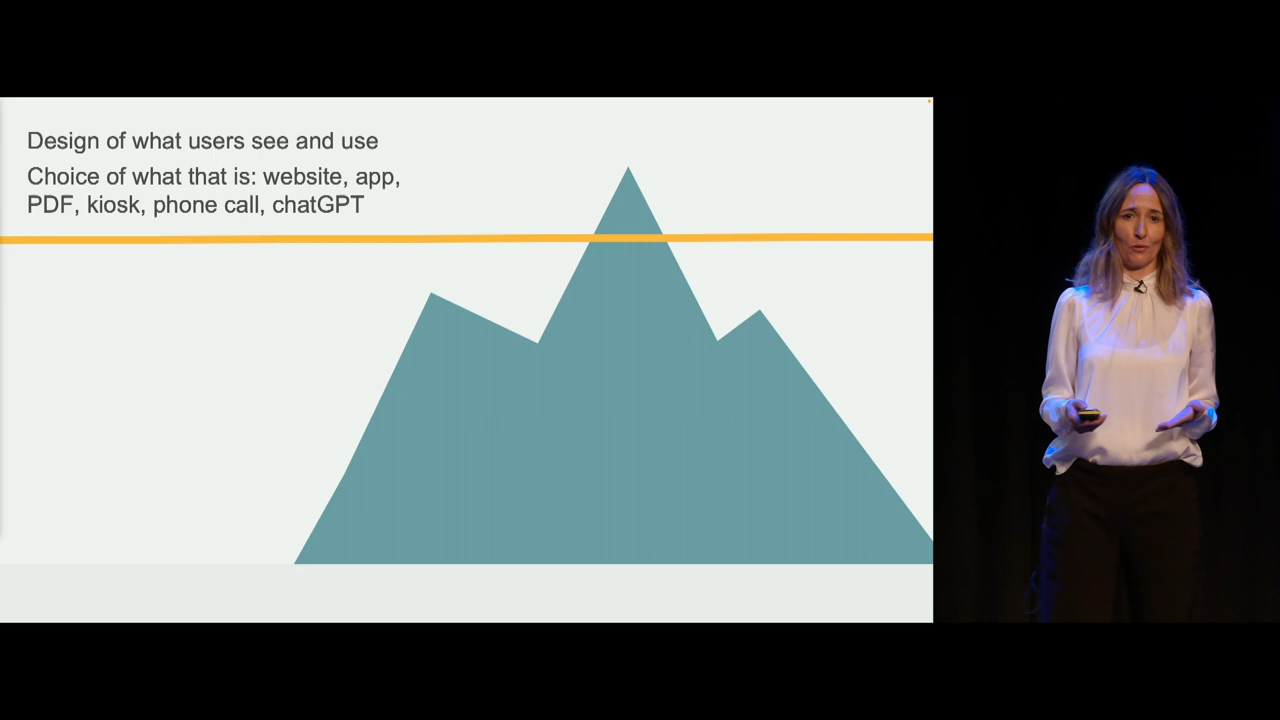 Design of what users see and use
Choice of what that is: website, app,
PDF, kiosk, phone call, chatGPT